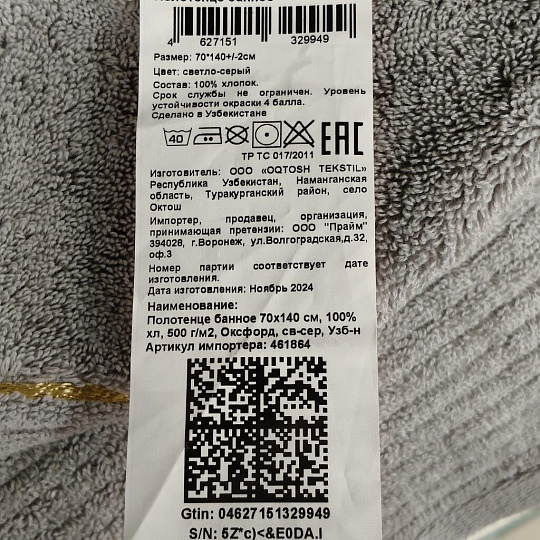 Полотенце банное
4 627151 329949
Размер: 70*140+/-2см
Цвет: светло-серый
Состав: 100% хлопок.
Срок службы не ограничен. Уровень
устойчивости окраски 4 балла.
Сделано в Узбекистане
40
EAC
ТР ТС 017/2011
Изготовитель: ООО «OQTOSH TEKSTIL»
Республика Узбекистан, Наманганская
область, Туракурганский район, село
Октош
Импортер, продавец, организация,
принимающая претензии: ООО "Прайм"
394028, г.Воронеж, ул.Волгоградская,д.32,
оф.3
Номер партии соответствует дате
изготовления.
Дата изготовления: Ноябрь 2024
Наименование:
Полотенце банное 70х140 см, 100%
хл, 500 г/м2, Оксфорд, св-сер, Узб-н
Артикул импортера: 461864
Gtin: 04627151329949
S/N: 5Z*c)<&E0DA.I